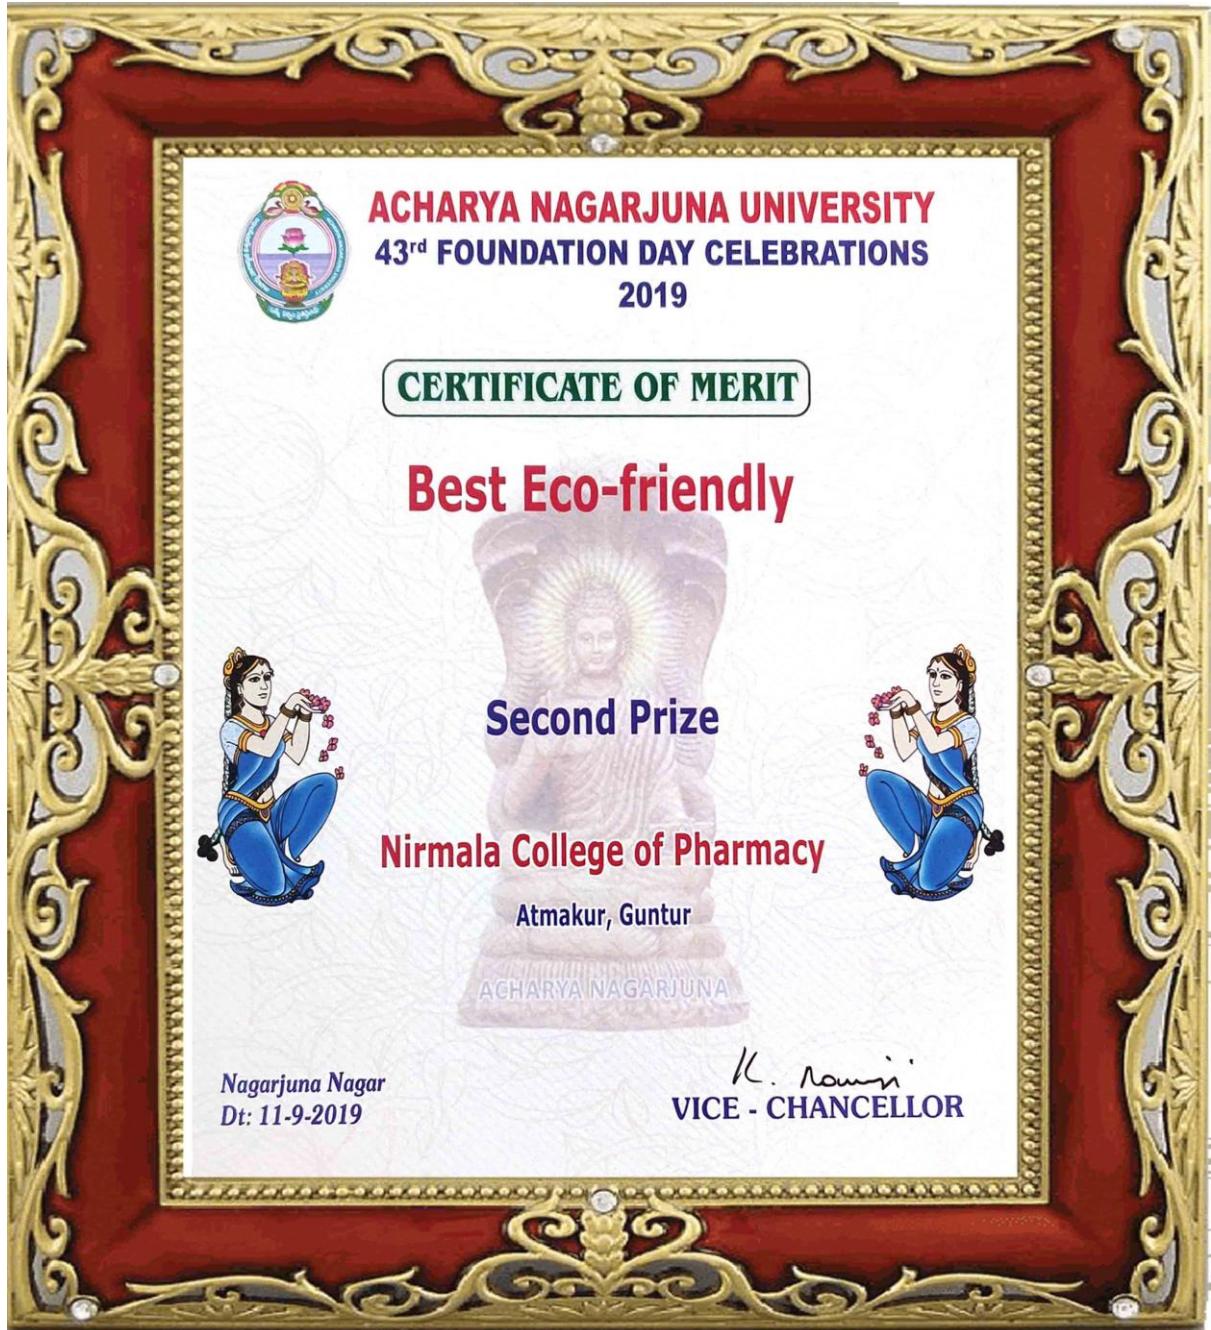 ACHARYA NAGARJUNA UNIVERSITY
43rd FOUNDATION DAY CELEBRATIONS
2019
CERTIFICATE OF MERIT
Best Eco-friendly
Second Prize
Nirmala College of Pharmacy
Atmakur, Guntur
ACHARYA NAGARJUNA
Nagarjuna Nagar
Dt: 11-9-2019
VICE - CHANCELLOR